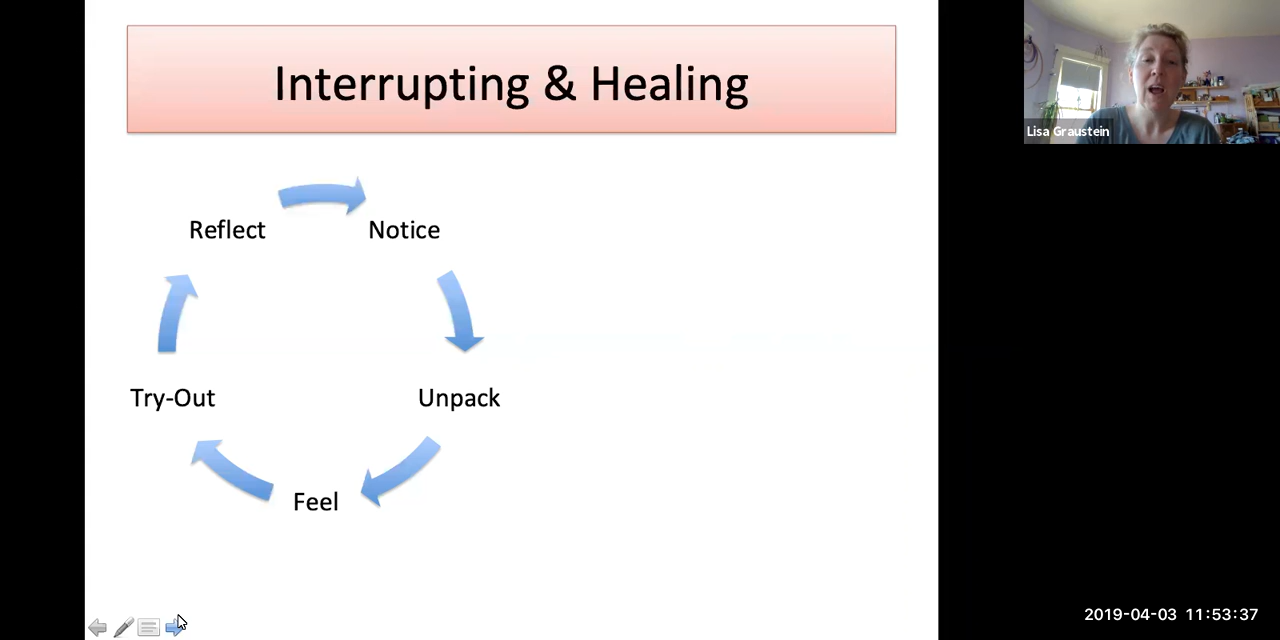 Interrupting & Healing
Reflect
Notice
Try-Out
Unpack
Feel
Lisa Graustein
2019-04-03 11:53:37